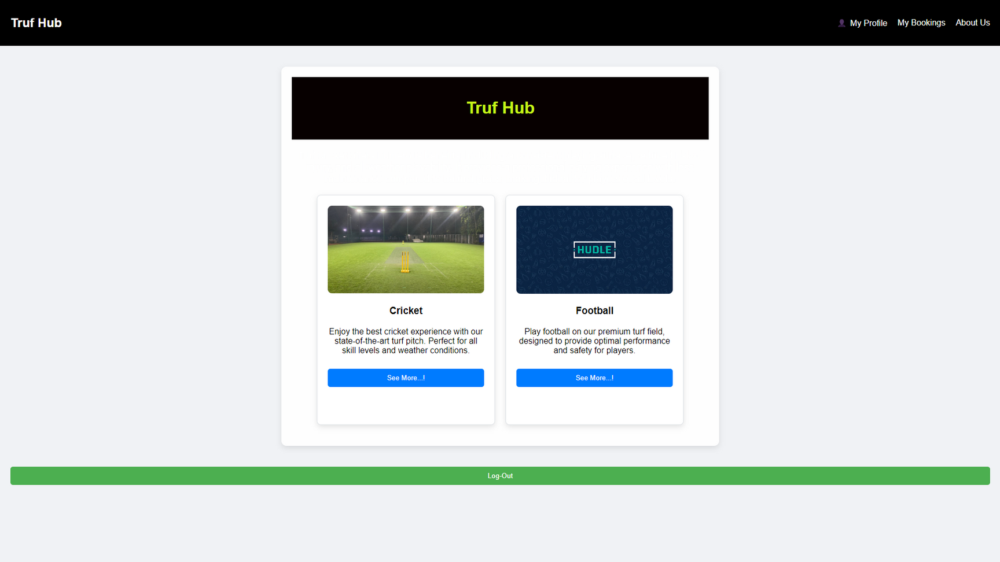 Truf Hub
My Profile
My Bookings
About Us
Truf Hub
HUDLE
Cricket
Enjoy the best cricket experience with our
state-of-the-art turf pitch. Perfect for all
skill levels and weather conditions.
See More...!
Football
Play football on our premium turf field,
designed to provide optimal performance
and safety for players.
See More...!
Log-Out